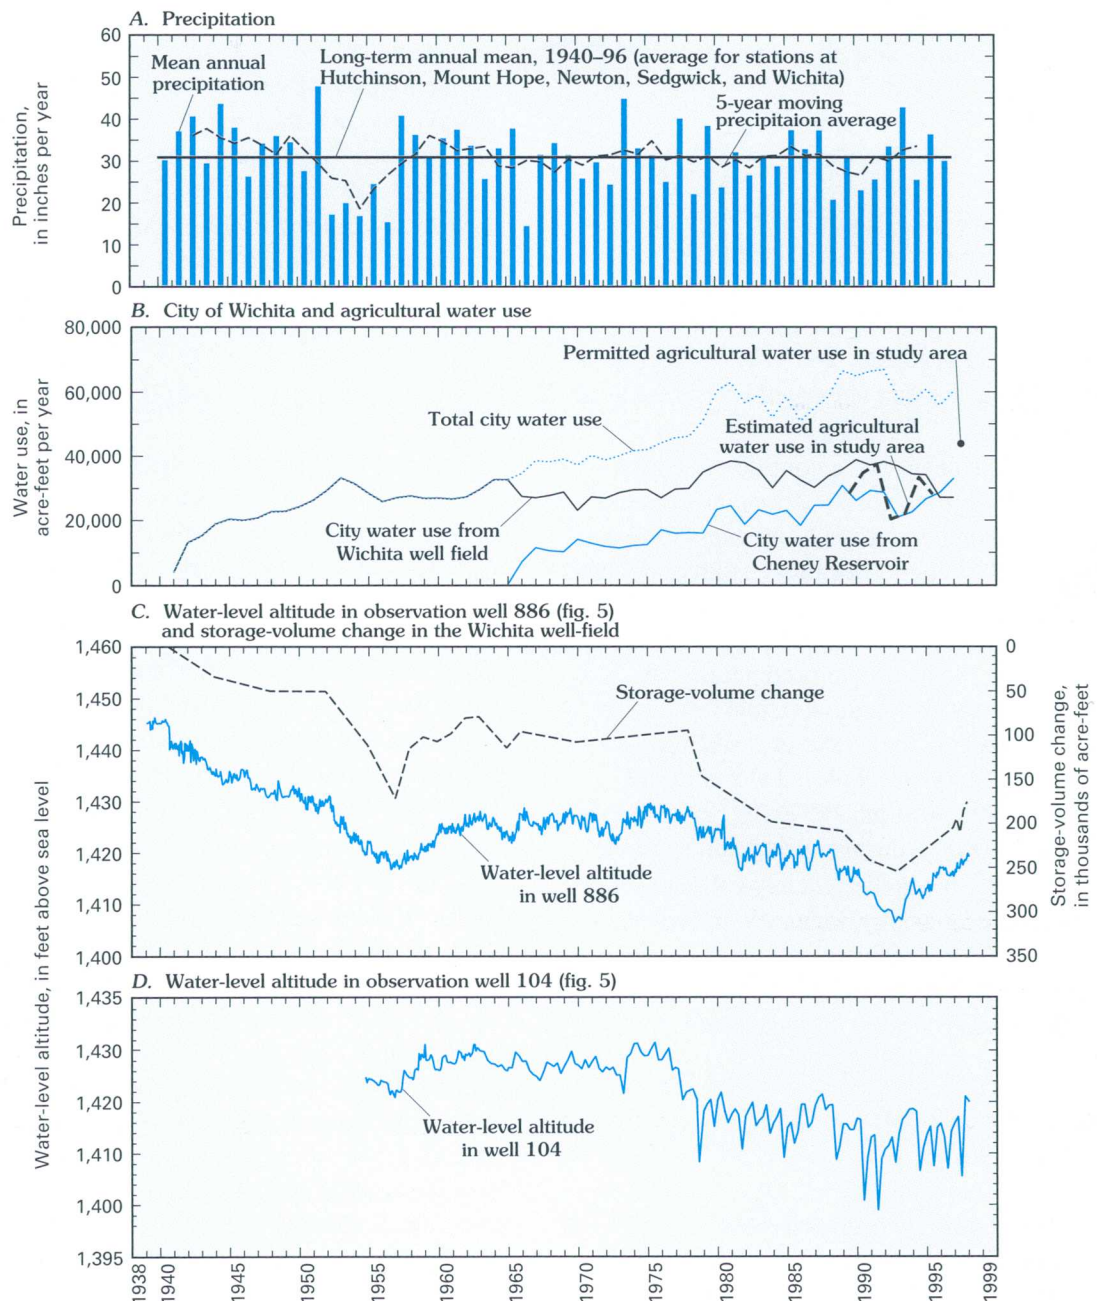 A. Precipitation
60
50
40
30
20
10
0
Precipitation,
in inches per year
Mean annual
precipitation
Long-term annual mean, 1940–96 (average for stations at
Hutchinson, Mount Hope, Newton, Sedgwick, and Wichita)
5-year moving
precipitaion average
B. City of Wichita and agricultural water use
80,000
60,000
40,000
20,000
0
Water use, in
acre-feet per year
Permitted agricultural water use in study area
Total city water use
Estimated agricultural
water use in study area
City water use from
Wichita well field
City water use from
Cheney Reservoir
C. Water-level altitude in observation well 886 (fig. 5)
and storage-volume change in the Wichita well-field
1,460
1,450
1,440
1,430
1,420
1,410
1,400
0
50
100
150
200
250
300
350
Storage-volume change,
in thousands of acre-feet
Storage-volume change
Water-level altitude
in well 886
Water-level altitude, in feet above sea level
D. Water-level altitude in observation well 104 (fig. 5)
1,435
1,430
1,420
1,410
1,400
1,395
Water-level altitude
in well 104
1938
1940
1945
1950
1955
1960
1965
1970
1975
1980
1985
1990
1995
1999